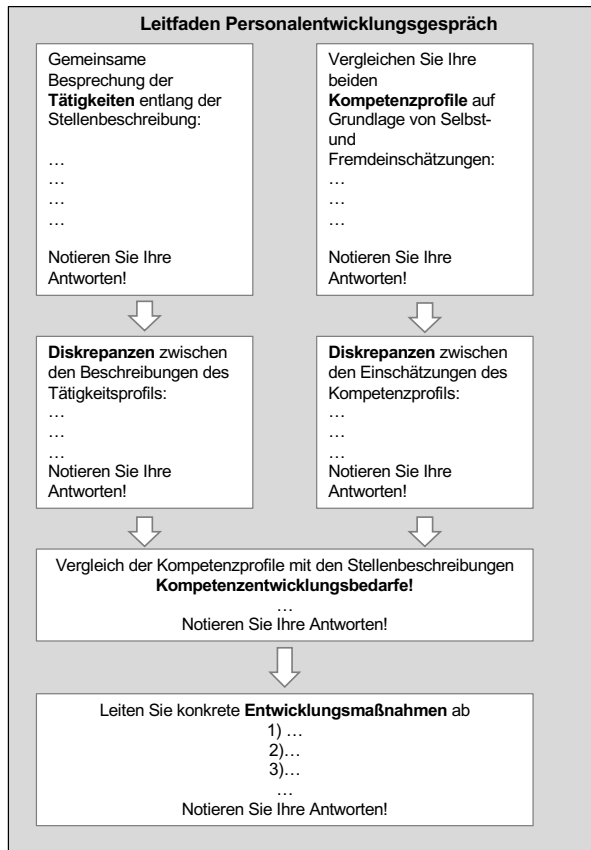 Leitfaden Personalentwicklungsgespräch
Gemeinsame
Besprechung der
Tätigkeiten entlang der
Stellenbeschreibung:
…
…
…
…
Notieren Sie Ihre
Antworten!
Vergleichen Sie Ihre
beiden
Kompetenzprofile auf
Grundlage von Selbst-
und
Fremdeinschätzungen:
…
…
…
Notieren Sie Ihre
Antworten!
Diskrepanzen zwischen
den Beschreibungen des
Tätigkeitsprofils:
…
…
…
Notieren Sie Ihre
Antworten!
Diskrepanzen zwischen
den Einschätzungen des
Kompetenzprofils:
…
…
…
Notieren Sie Ihre
Antworten!
Vergleich der Kompetenzprofile mit den Stellenbeschreibungen
Kompetenzentwicklungsbedarfe!
…
Notieren Sie Ihre Antworten!
Leiten Sie konkrete Entwicklungsmaßnahmen ab
1) …
2)…
3)…
…
Notieren Sie Ihre Antworten!